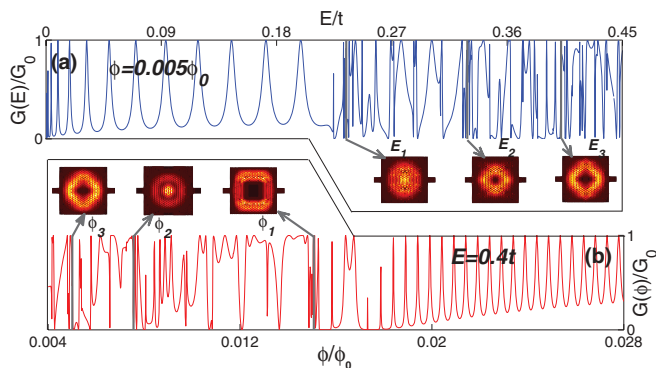 E/t
0 0.09 0.18 0.27 0.36 0.45
G(E)/G₀
1
0
(a)
ϕ=0.005ϕ₀
E₁ E₂ E₃
ϕ₃ ϕ₂ ϕ₁
E=0.4t
(b)
1
0
G(ϕ)/G₀
0.004 0.012 0.02 0.028
ϕ/ϕ₀